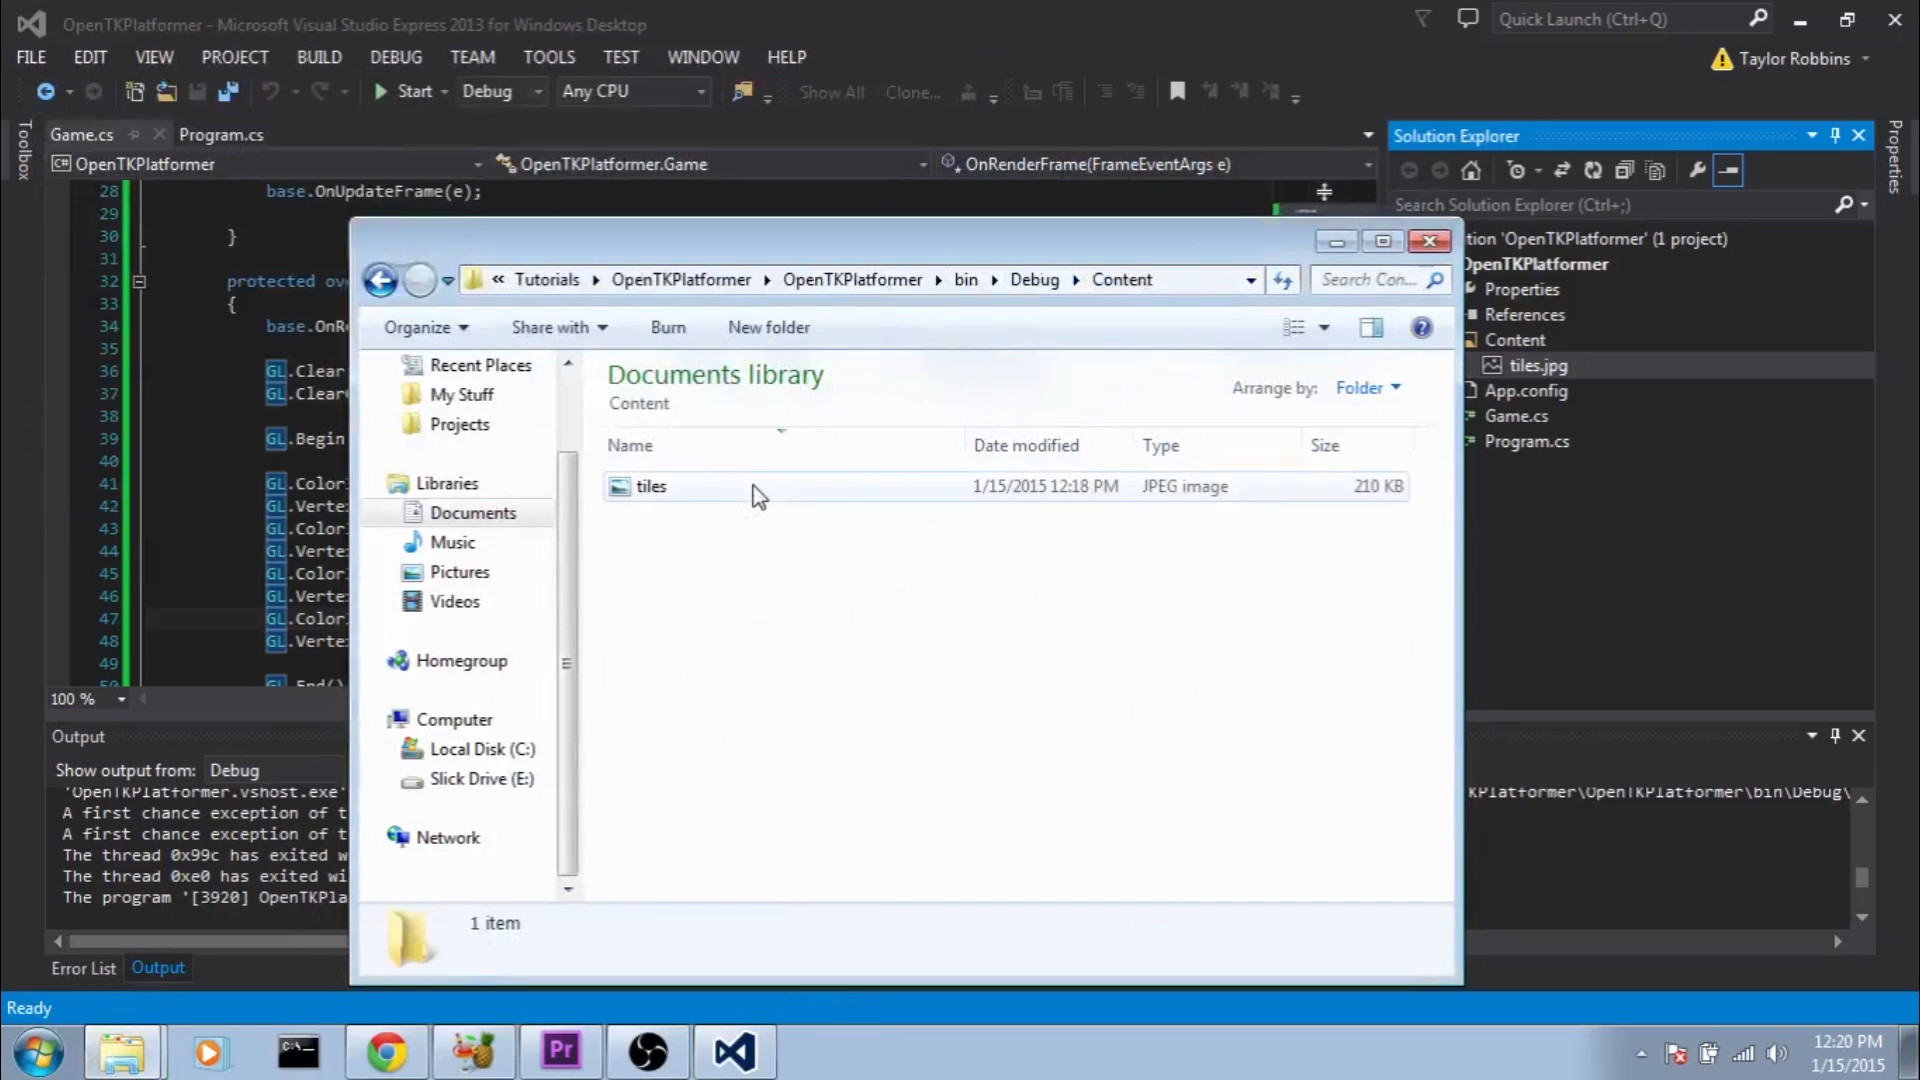 OpenTKPlatformer - Microsoft Visual Studio Express 2013 for Windows Desktop
Quick Launch (Ctrl+Q)
FILE EDIT VIEW PROJECT BUILD DEBUG TEAM TOOLS TEST WINDOW HELP
Taylor Robbins
Start Debug Any CPU Show All Clone...
Toolbox
Game.cs Program.cs
OpenTKPlatformer OpenTKPlatformer.Game OnRenderFrame(FrameEventArgs e)
28 base.OnUpdateFrame(e);
29
30 }
31
32 protected ov
33 {
34 base.OnR
35
36 GL.Clear
37 GL.Clear
38
39 GL.Begin
40
41 GL.Color
42 GL.Verte
43 GL.Color
44 GL.Verte
45 GL.Color
46 GL.Verte
47 GL.Color
48 GL.Verte
49
50 GL.End()
100 %
« Tutorials OpenTKPlatformer OpenTKPlatformer bin Debug Content
Search Con...
Organize Share with Burn New folder
Recent Places
My Stuff
Projects
Libraries
Documents
Music
Pictures
Videos
Homegroup
Computer
Local Disk (C:)
Slick Drive (E:)
Network
Documents library
Content
Arrange by: Folder
Name Date modified Type Size
tiles 1/15/2015 12:18 PM JPEG image 210 KB
1 item
Solution Explorer
Search Solution Explorer (Ctrl+;)
tion 'OpenTKPlatformer' (1 project)
OpenTKPlatformer
Properties
References
Content
tiles.jpg
App.config
Game.cs
Program.cs
Properties
Output
Show output from: Debug
'OpenTKPlatformer.vshost.exe' KPlatformer\OpenTKPlatformer\bin\Debug\
A first chance exception of t
A first chance exception of t
The thread 0x99c has exited w
The thread 0xe0 has exited wi
The program '[3920] OpenTKPla
Error List Output
Ready
C:\
Pr
12:20 PM
1/15/2015